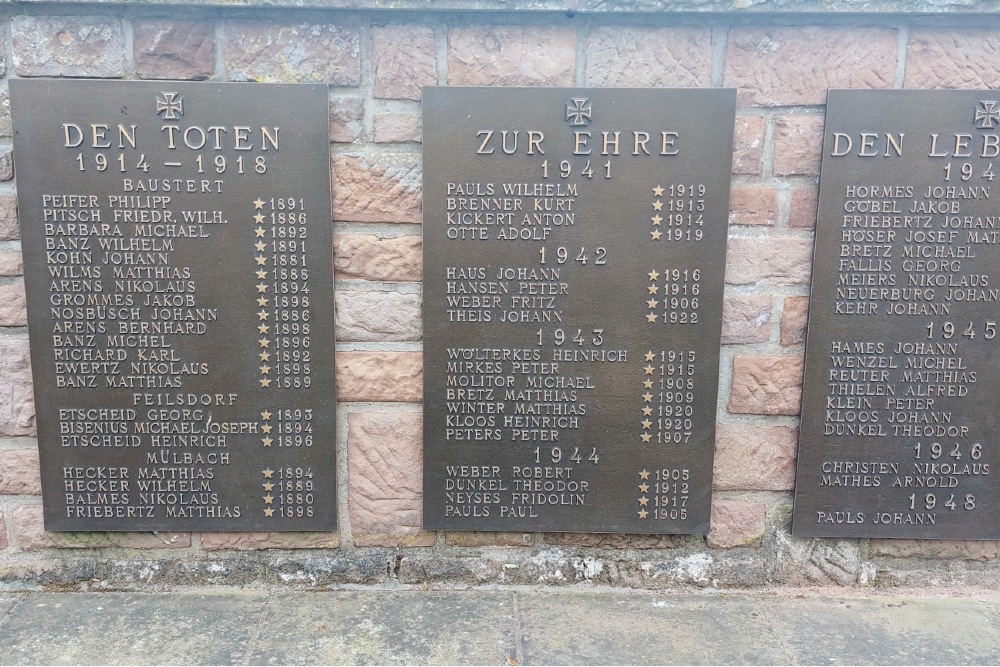 DEN TOTEN
1914 – 1918
BAUSTERT
PEIFER PHILIPP ★1891
PITSCH FRIEDR. WILH. ★1886
BARBARA MICHAEL ★1892
BANZ WILHELM ★1891
KOHN JOHANN ★1881
WILMS MATTHIAS ★1888
ARENS NIKOLAUS ★1894
GROMMES JAKOB ★1898
NOSBÜSCH JOHANN ★1886
ARENS BERNHARD ★1898
BANZ MICHEL ★1896
RICHARD KARL ★1892
EWERTZ NIKOLAUS ★1898
BANZ MATTHIAS ★1889
FEILSDORF
ETSCHEID GEORG ★1893
BISENIUS MICHAEL JOSEPH ★1894
ETSCHEID HEINRICH ★1896
MÜLBACH
HECKER MATTHIAS ★1894
HECKER WILHELM ★1889
BALMES NIKOLAUS ★1880
FRIEBERTZ MATTHIAS ★1898
ZUR EHRE
1941
PAULS WILHELM ★1919
BRENNER KURT ★1913
KICKERT ANTON ★1914
OTTE ADOLF ★1919
1942
HAUS JOHANN ★1916
HANSEN PETER ★1916
WEBER FRITZ ★1906
THEIS JOHANN ★1922
1943
WÖLTERKES HEINRICH ★1915
MIRKES PETER ★1915
MOLITOR MICHAEL ★1908
BRETZ MATTHIAS ★1909
WINTER MATTHIAS ★1920
KLOOS HEINRICH ★1920
PETERS PETER ★1907
1944
WEBER ROBERT ★1905
DUNKEL THEODOR ★1912
NEYSES FRIDOLIN ★1917
PAULS PAUL ★1905
DEN LEB
194
HORMES JOHANN
GÖBEL JAKOB
FRIEBERTZ JOHANN
HÖSER JOSEF MAT
BRETZ MICHAEL
FALLIS GEORG
MEIERS NIKOLAUS
NEUERBURG JOHANN
KEHR JOHANN
1945
HAMES JOHANN
WENZEL MICHEL
REUTER MATTHIAS
THIELEN ALFRED
KLEIN PETER
KLOOS JOHANN
DUNKEL THEODOR
1946
CHRISTEN NIKOLAUS
MATHES ARNOLD
1948
PAULS JOHANN